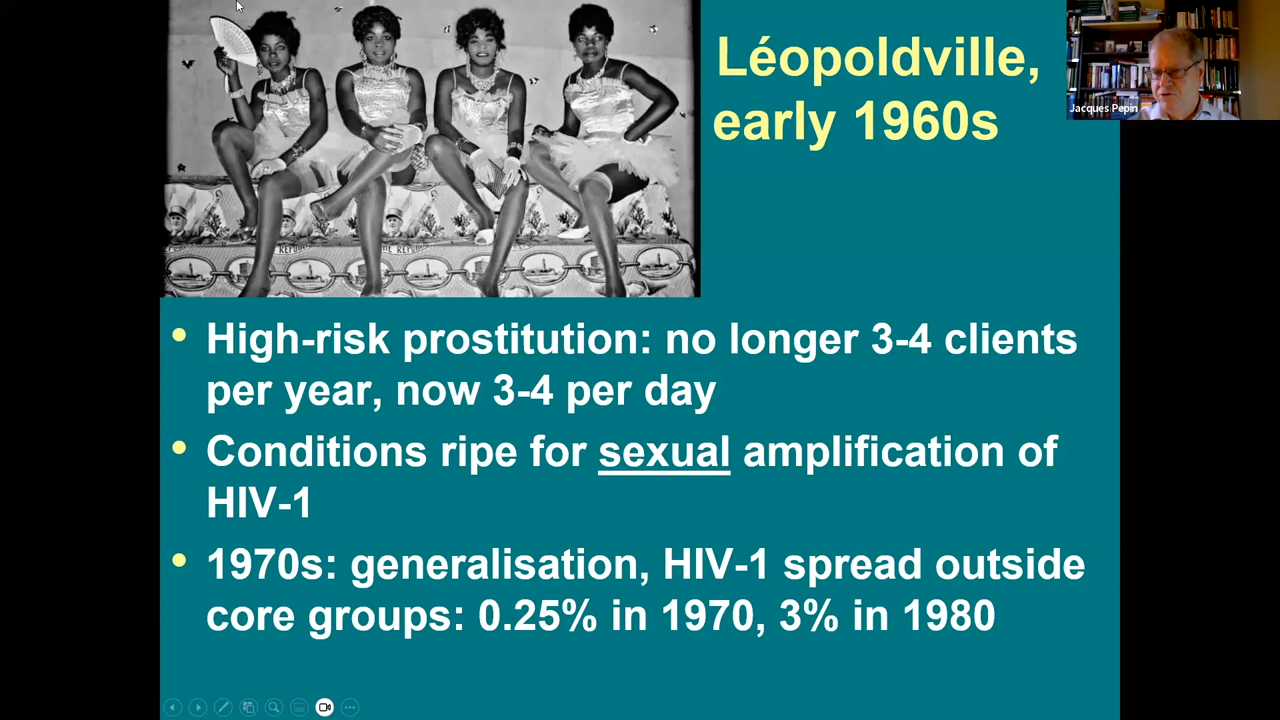 Léopoldville,
early 1960s
Jacques Pepin
• High-risk prostitution: no longer 3-4 clients
per year, now 3-4 per day
• Conditions ripe for sexual amplification of
HIV-1
• 1970s: generalisation, HIV-1 spread outside
core groups: 0.25% in 1970, 3% in 1980